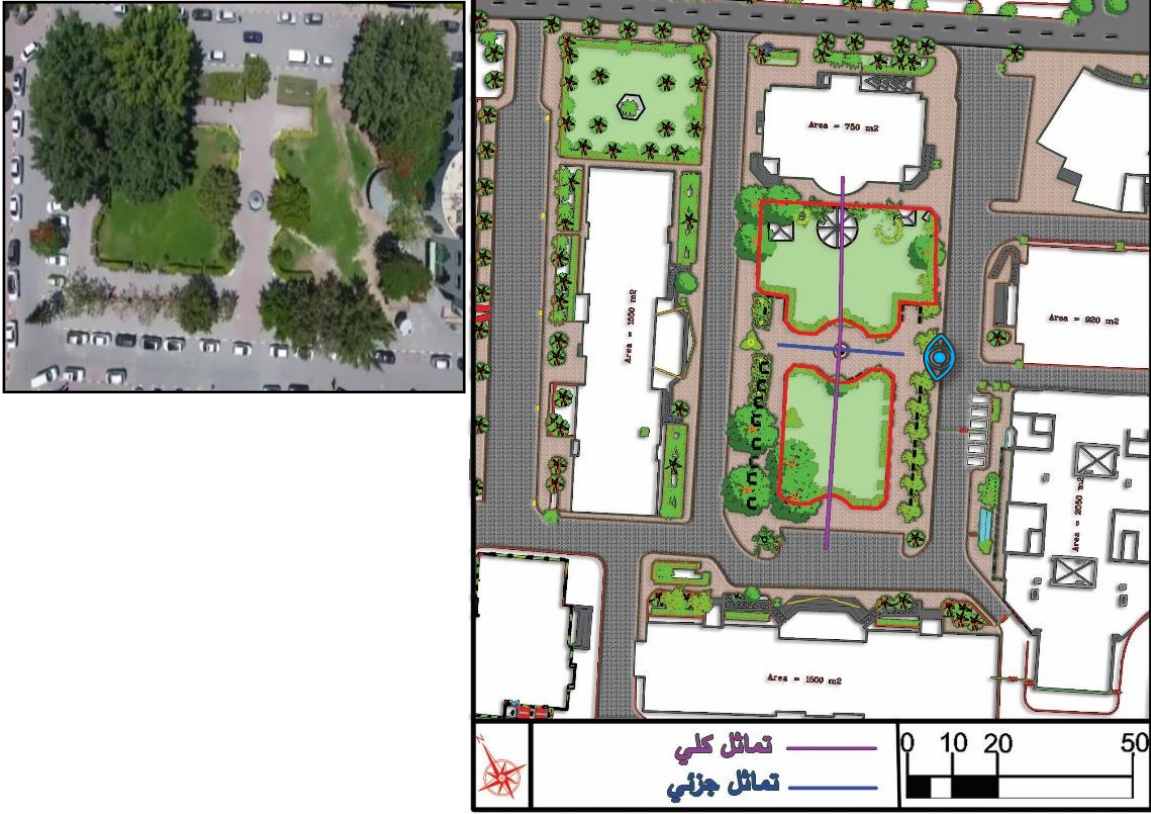 Area = 750 m2
Area = 1500 m2
Area = 920 m2
Area = 2050 m2
Area = 1500 m2
تماثل كلي
تماثل جزئي
0 10 20 50
N